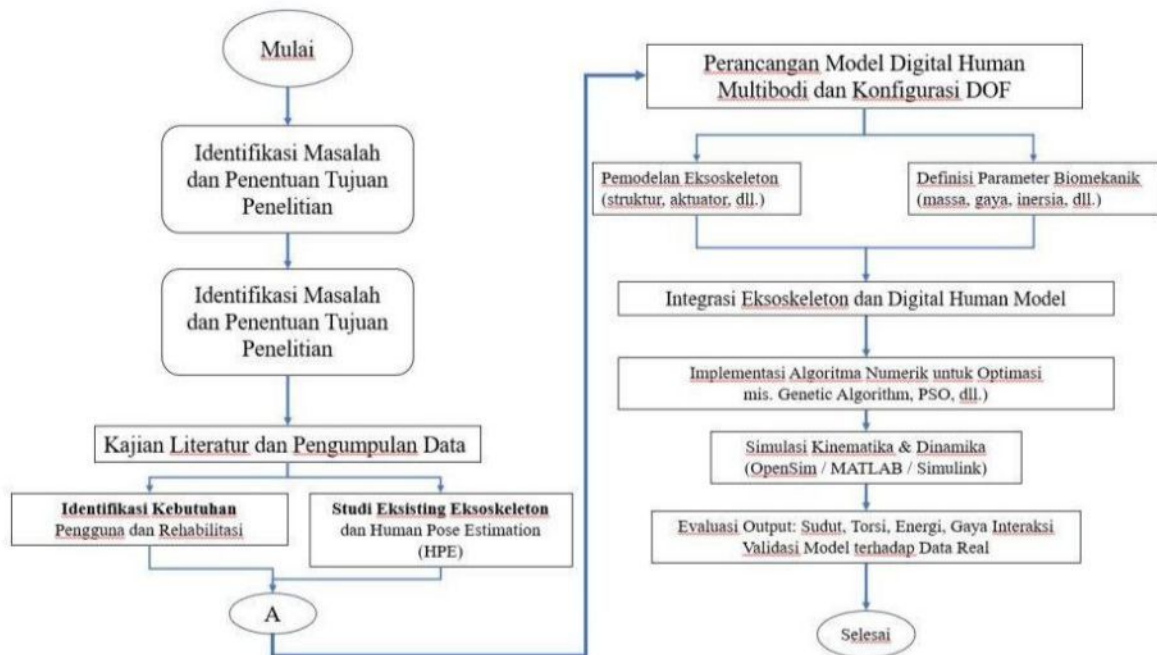 Mulai
Identifikasi Masalah
dan Penentuan Tujuan
Penelitian
Identifikasi Masalah
dan Penentuan Tujuan
Penelitian
Kajian Literatur dan Pengumpulan Data
Identifikasi Kebutuhan
Pengguna dan Rehabilitasi
Studi Eksisting Eksoskeleton
dan Human Pose Estimation
(HPE)
A
Perancangan Model Digital Human
Multibodi dan Konfigurasi DOF
Pemodelan Eksoskeleton
(struktur, aktuator, dll.)
Definisi Parameter Biomekanik
(massa, gaya, inersia, dll.)
Integrasi Eksoskeleton dan Digital Human Model
Implementasi Algoritma Numerik untuk Optimasi
mis. Genetic Algorithm, PSO, dll.)
Simulasi Kinematika & Dinamika
(OpenSim / MATLAB / Simulink)
Evaluasi Output: Sudut, Torsi, Energi, Gaya Interaksi
Validasi Model terhadap Data Real
Selesai